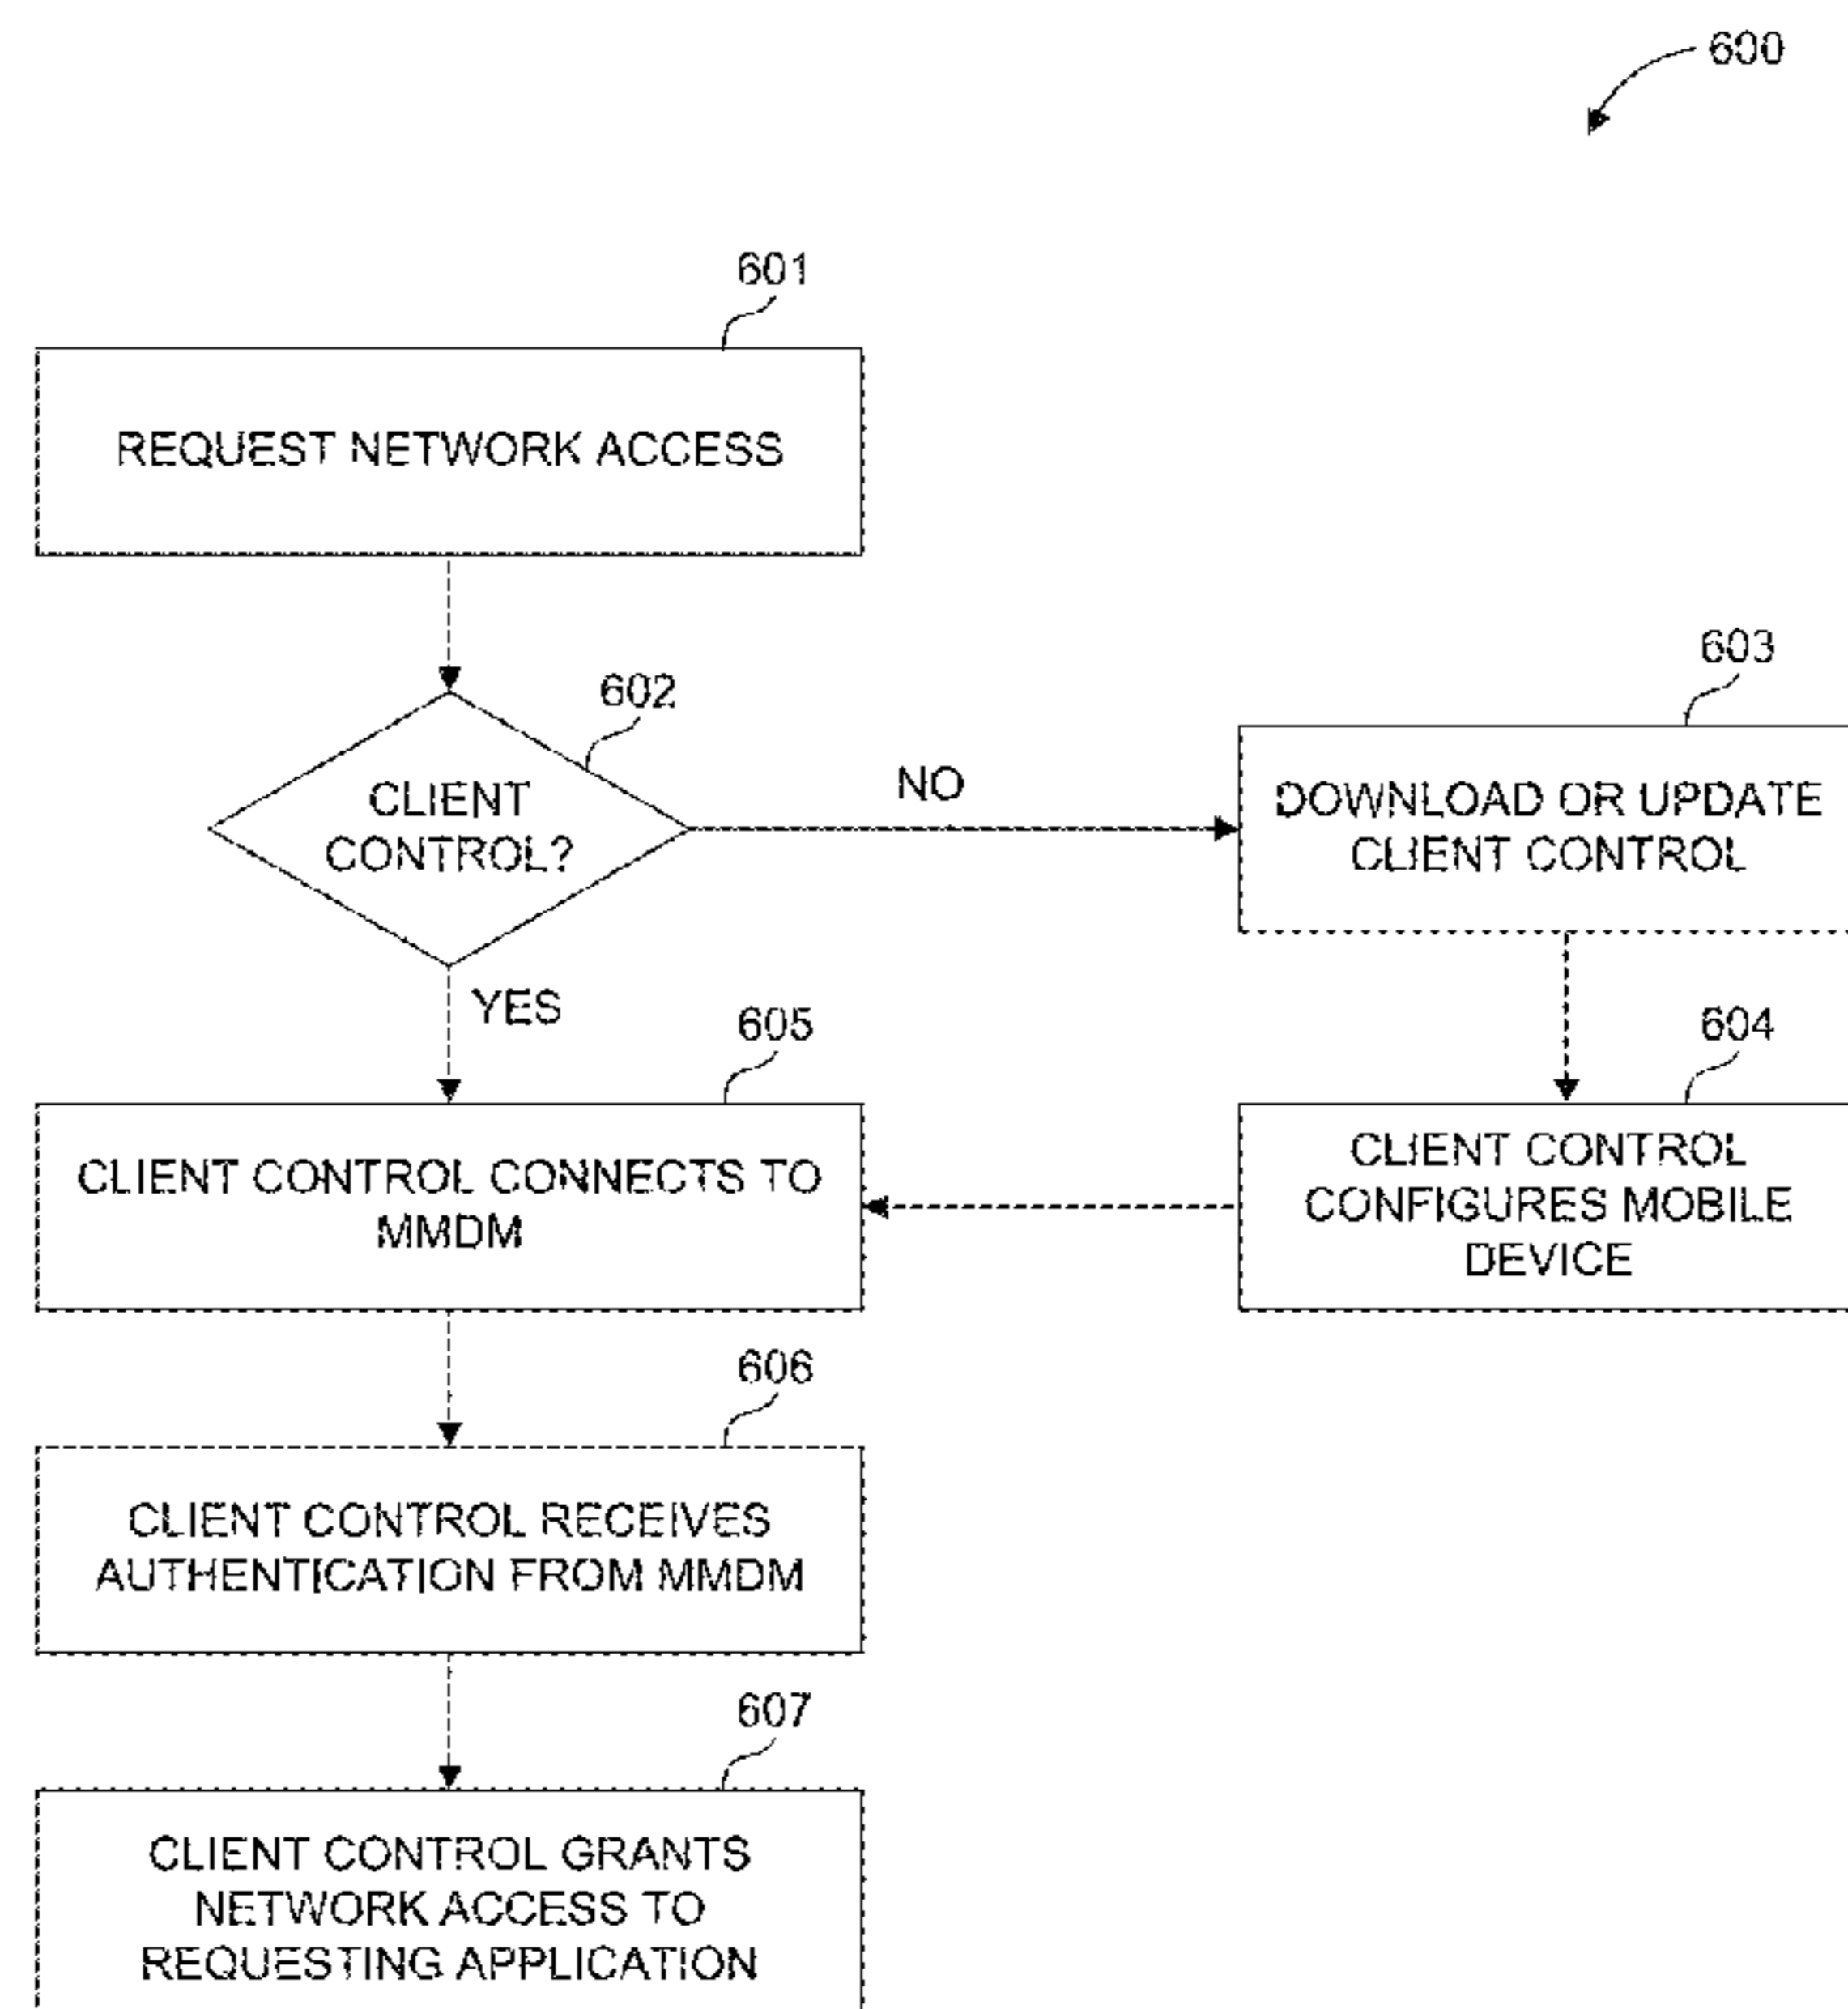 600
601
REQUEST NETWORK ACCESS
602
CLIENT
CONTROL?
NO
603
DOWNLOAD OR UPDATE
CLIENT CONTROL
YES
605
CLIENT CONTROL CONNECTS TO
MMDM
604
CLIENT CONTROL
CONFIGURES MOBILE
DEVICE
606
CLIENT CONTROL RECEIVES
AUTHENTICATION FROM MMDM
607
CLIENT CONTROL GRANTS
NETWORK ACCESS TO
REQUESTING APPLICATION